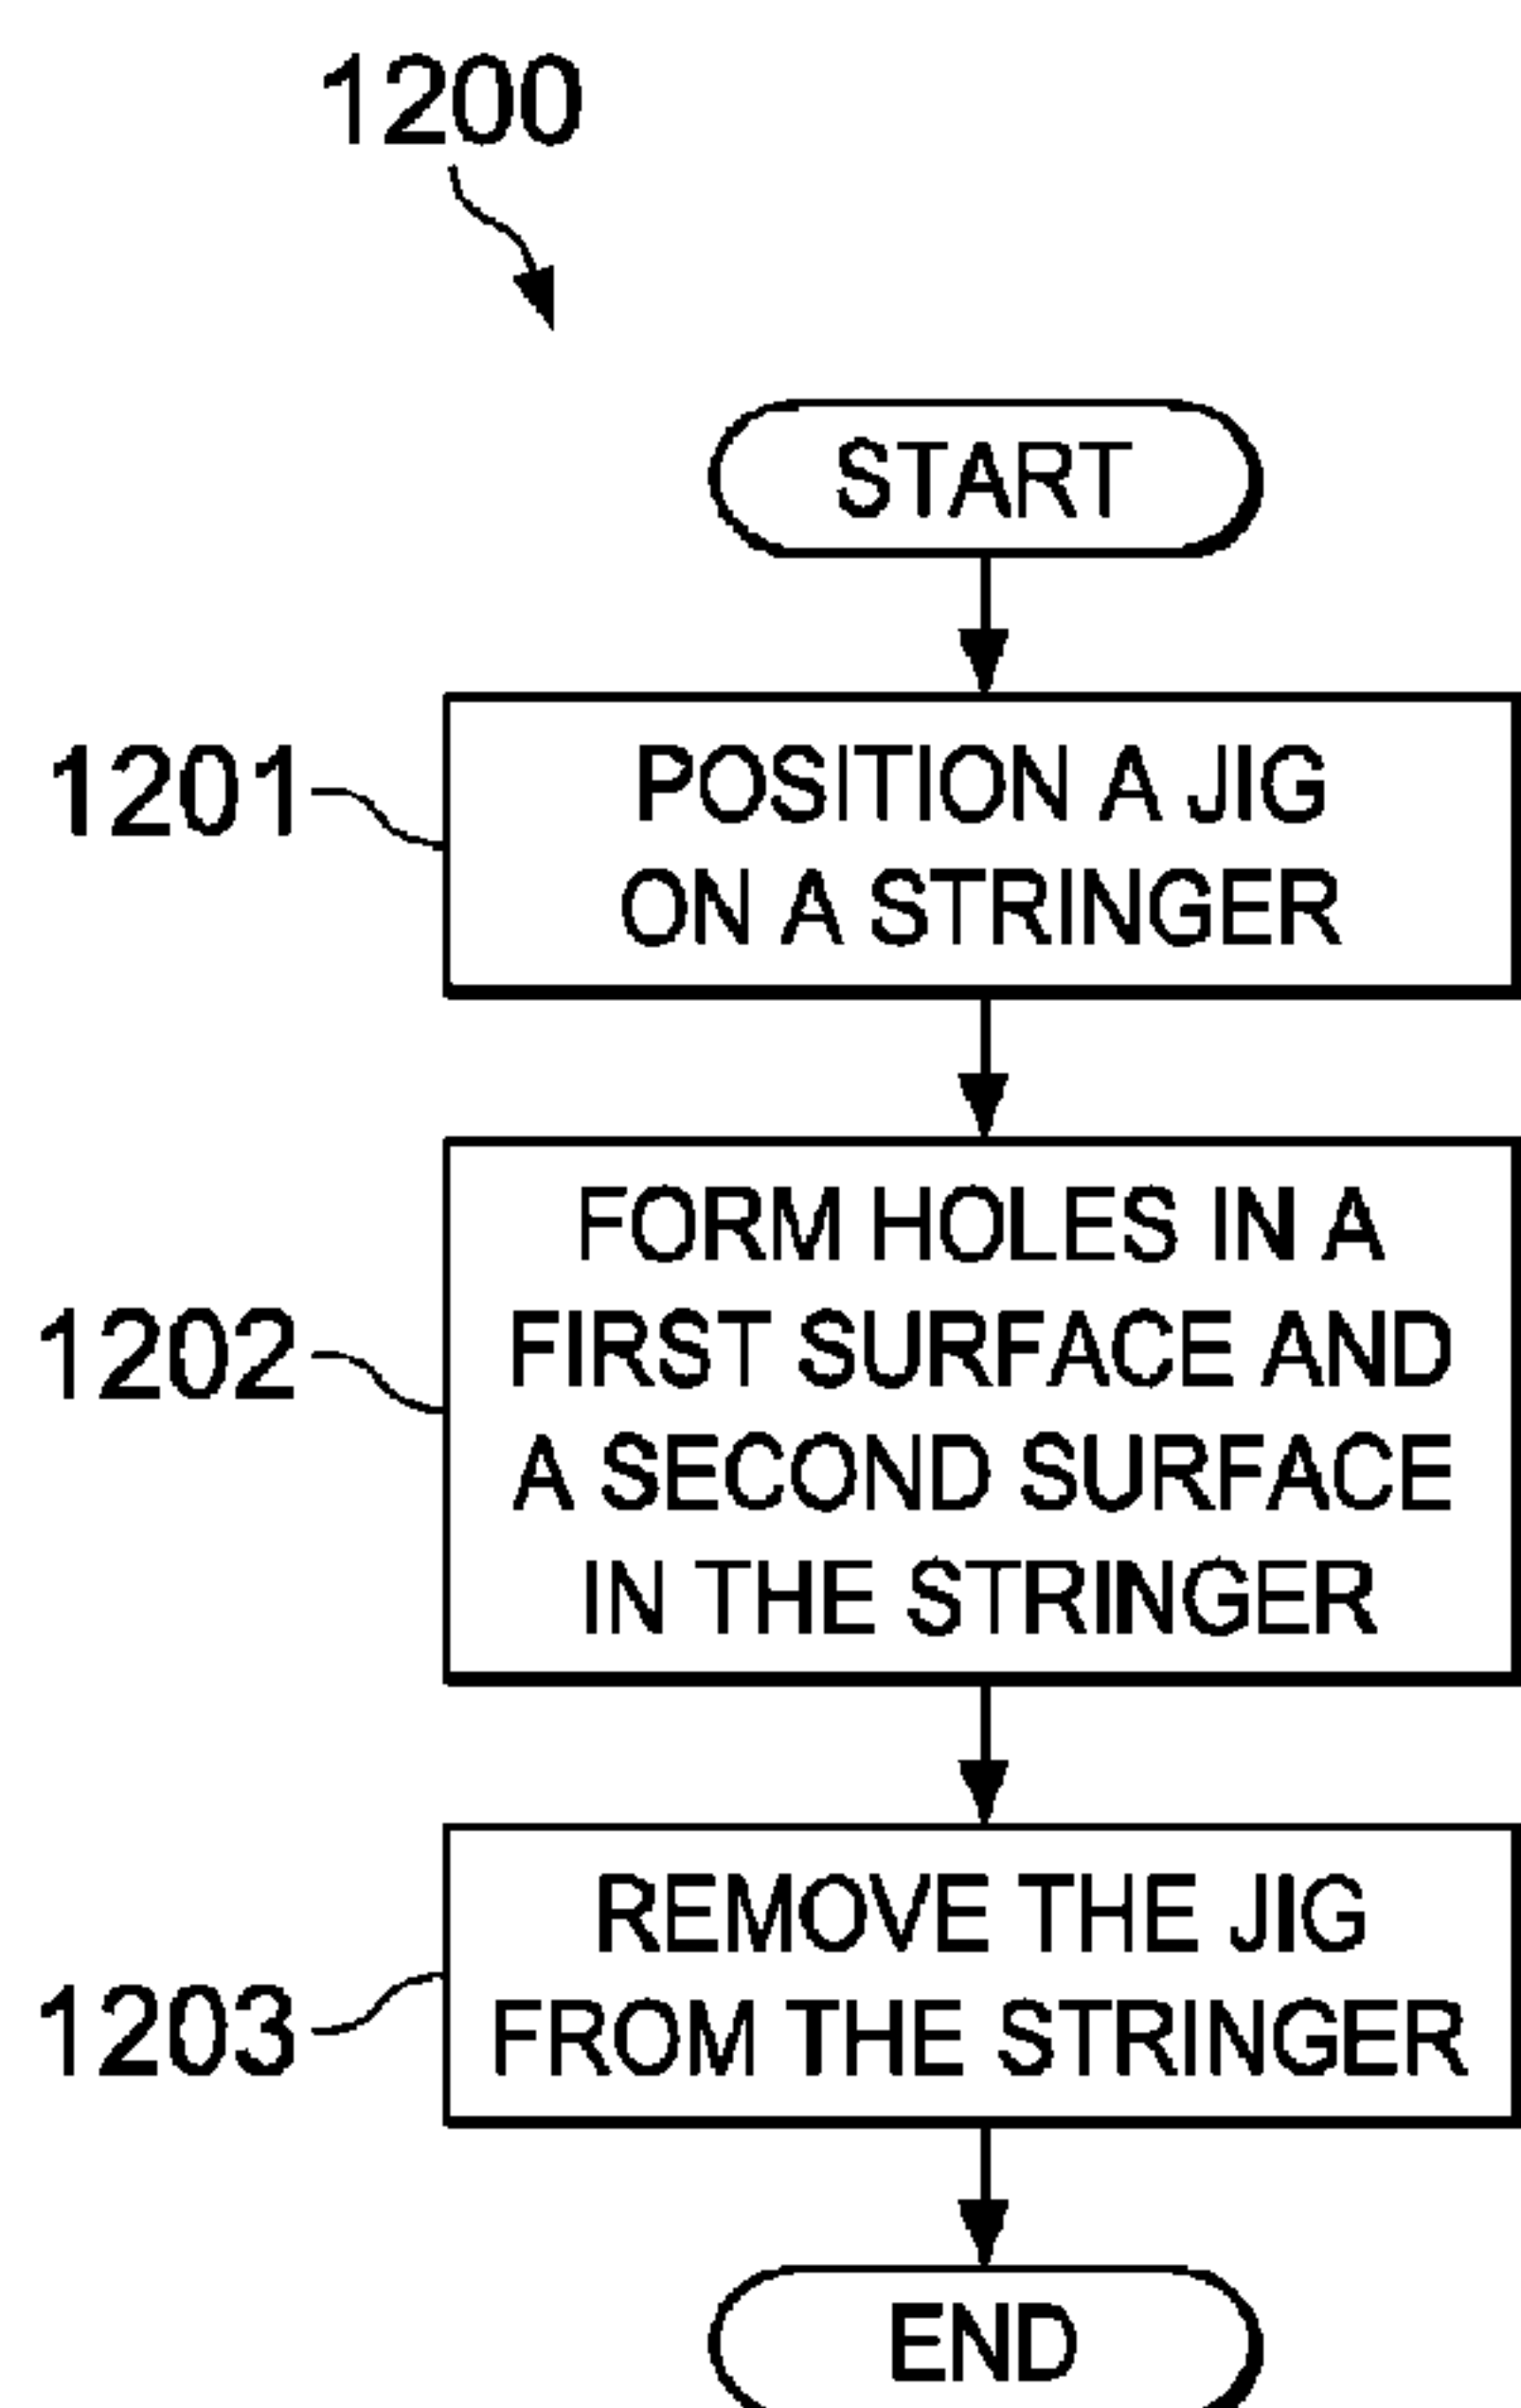 1200
START
1201
POSITION A JIG
ON A STRINGER
1202
FORM HOLES IN A
FIRST SURFACE AND
A SECOND SURFACE
IN THE STRINGER
1203
REMOVE THE JIG
FROM THE STRINGER
END